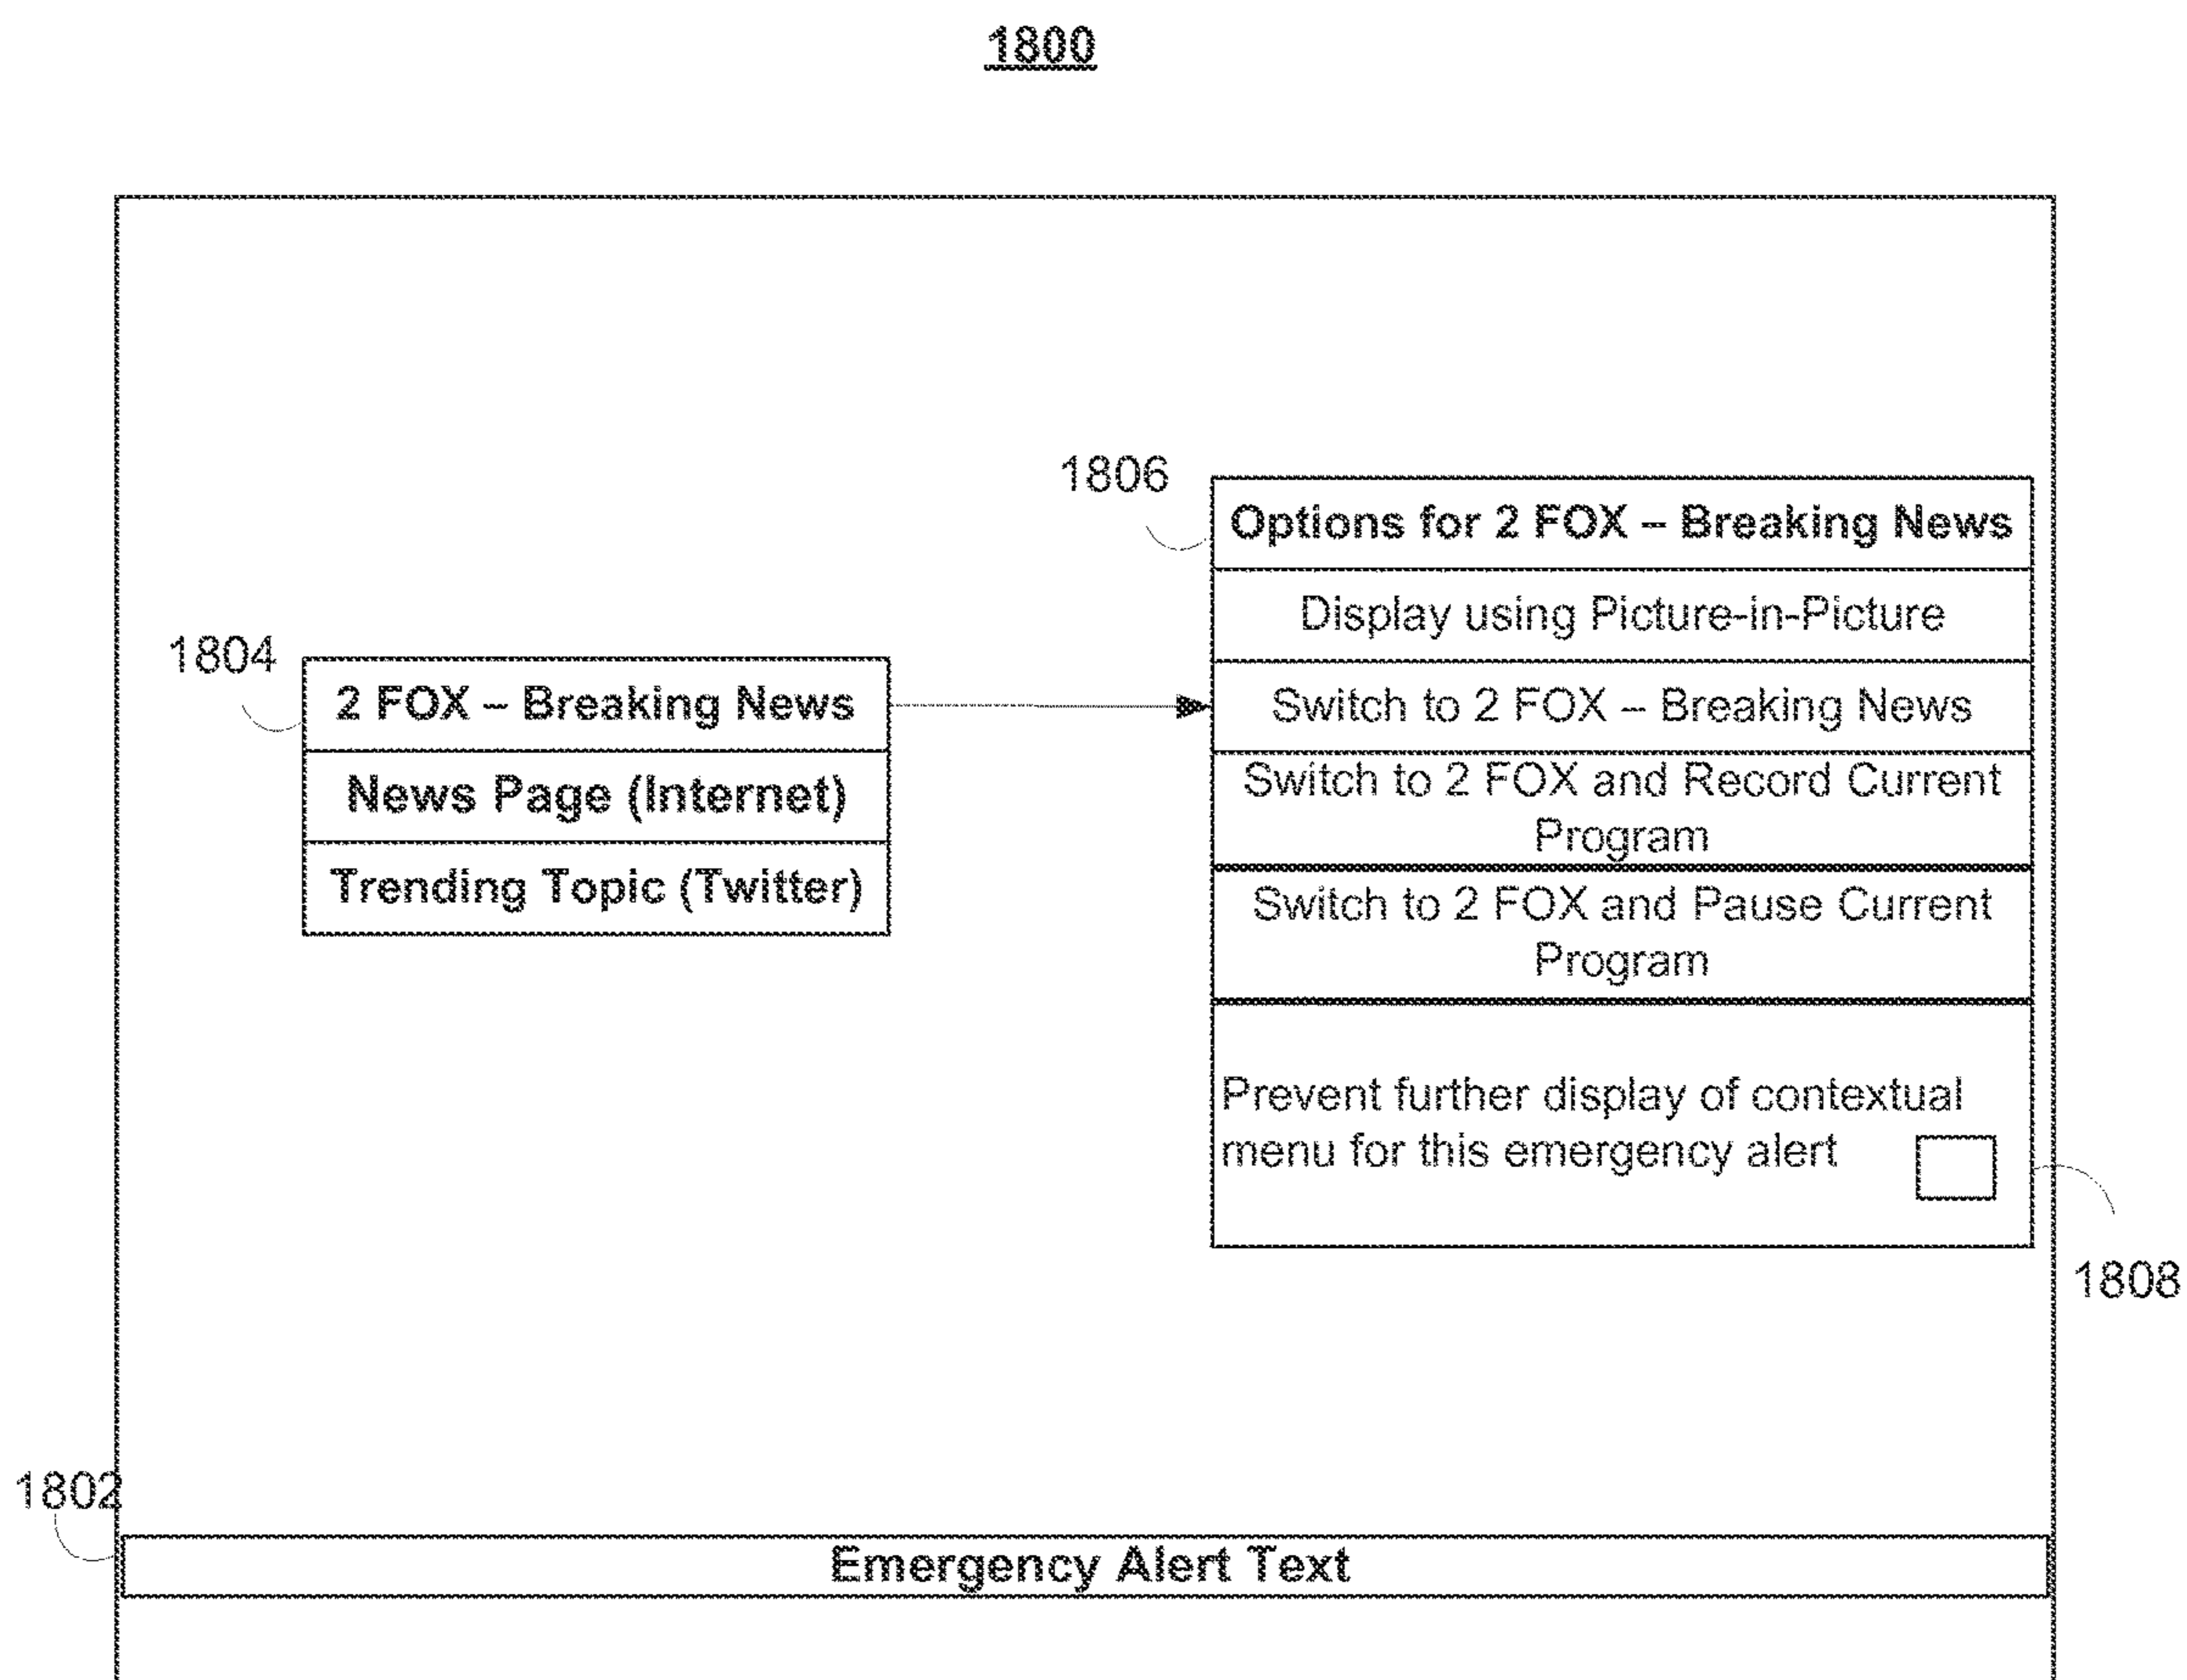 1800
1806
Options for 2 FOX – Breaking News
Display using Picture-in-Picture
1804
2 FOX – Breaking News
Switch to 2 FOX – Breaking News
News Page (Internet)
Switch to 2 FOX and Record Current
Program
Trending Topic (Twitter)
Switch to 2 FOX and Pause Current
Program
Prevent further display of contextual
menu for this emergency alert
1808
1802
Emergency Alert Text